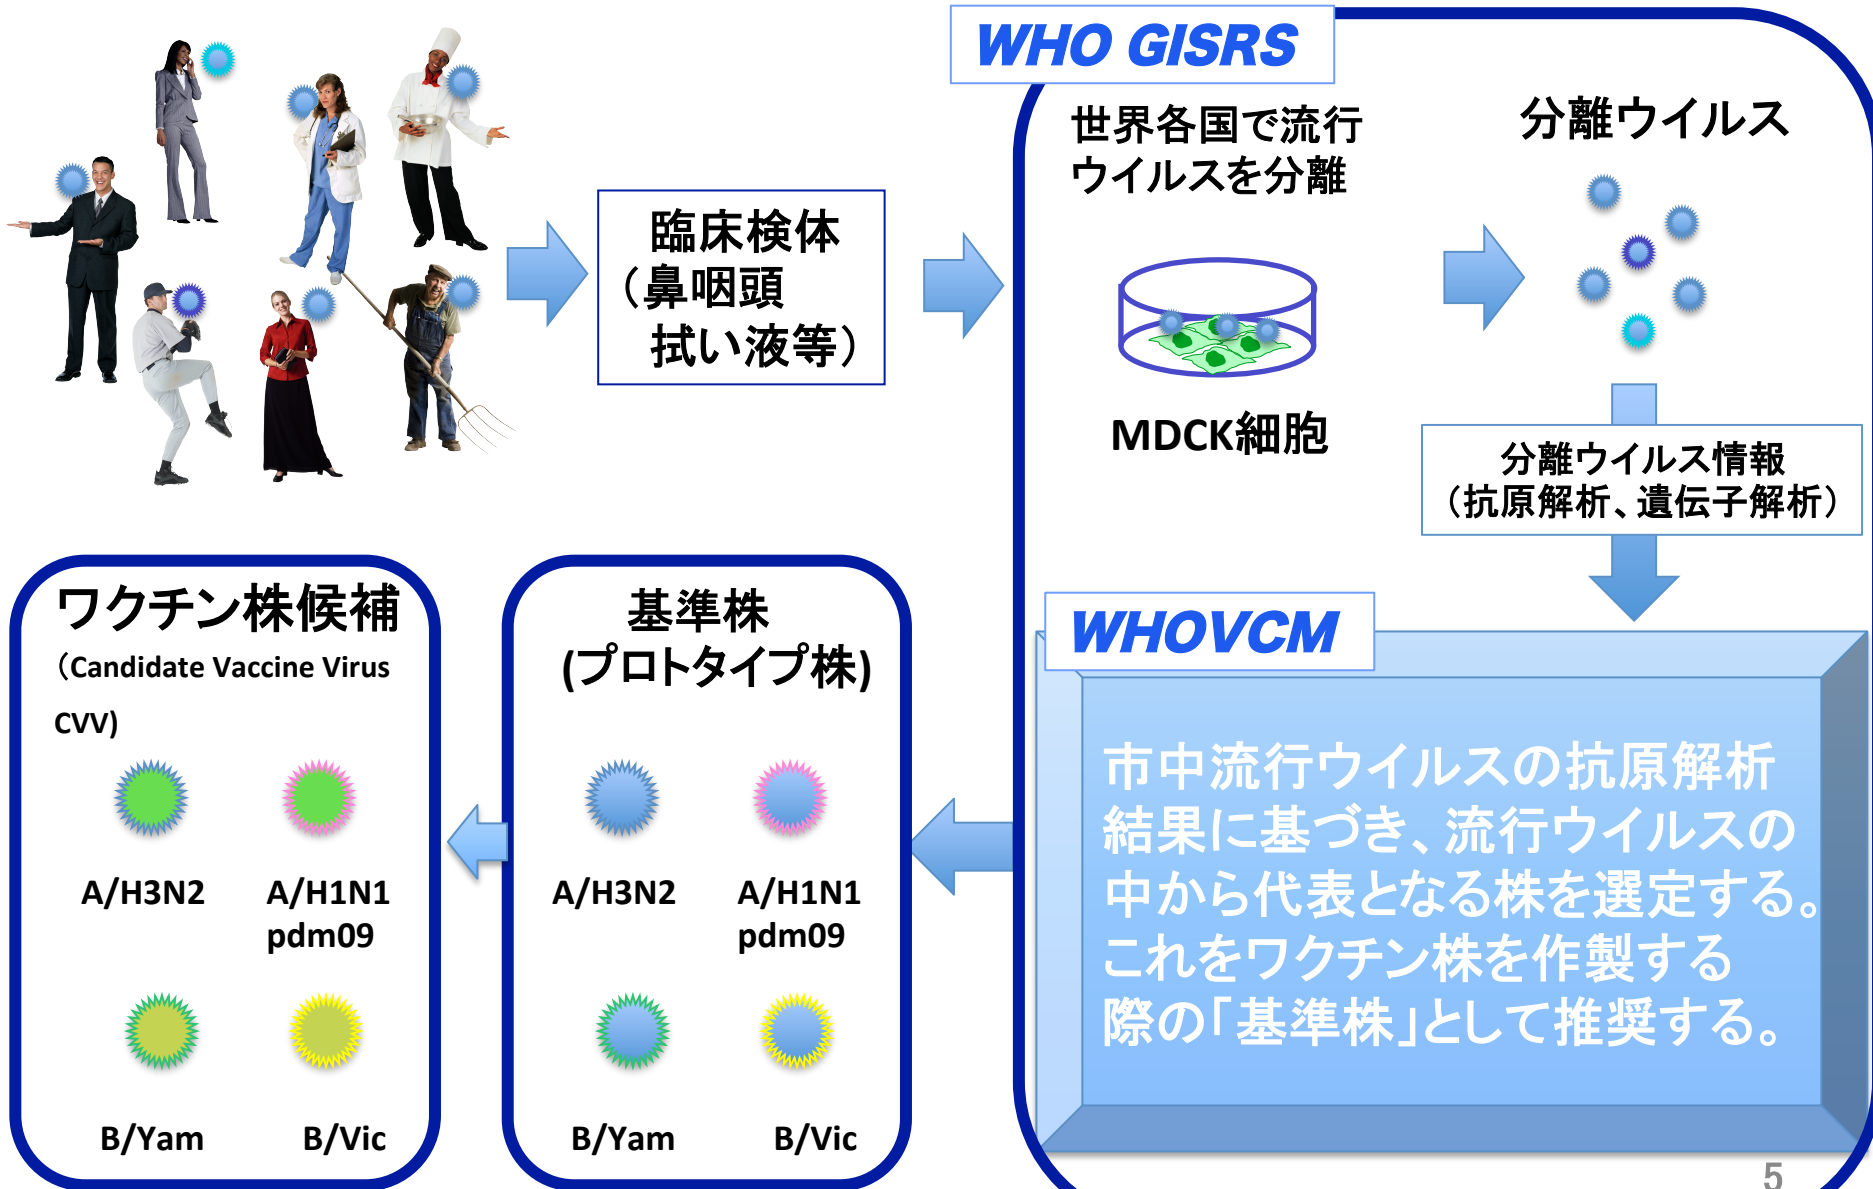 WHO GISRS
世界各国で流行
ウイルスを分離
分離ウイルス
臨床検体
（鼻咽頭
拭い液等）
MDCK細胞
分離ウイルス情報
（抗原解析、遺伝子解析）
WHOVCM
市中流行ウイルスの抗原解析
結果に基づき、流行ウイルスの
中から代表となる株を選定する。
これをワクチン株を作製する
際の「基準株」として推奨する。
基準株
(プロトタイプ株)
A/H3N2
A/H1N1
pdm09
B/Yam
B/Vic
ワクチン株候補
（Candidate Vaccine Virus
CVV)
A/H3N2
A/H1N1
pdm09
B/Yam
B/Vic
5